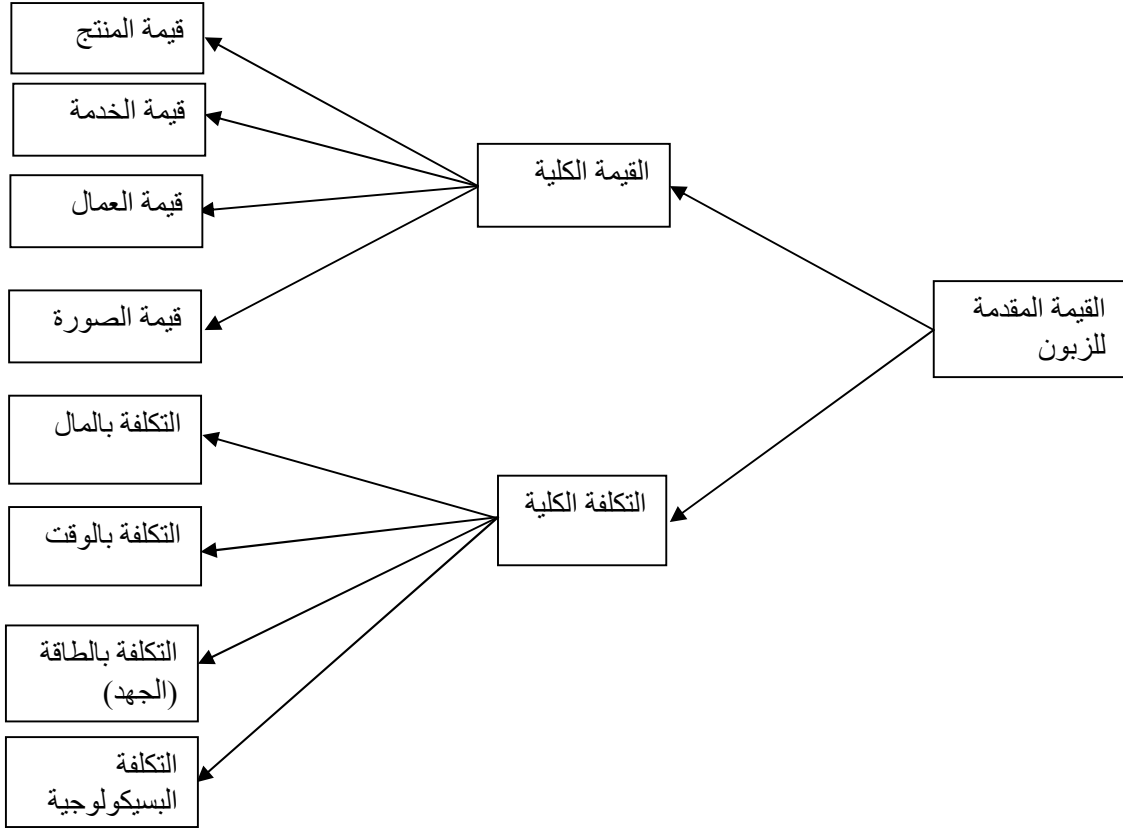 القيمة المقدمة
للزبون
القيمة الكلية
قيمة المنتج
قيمة الخدمة
قيمة العمال
قيمة الصورة
التكلفة الكلية
التكلفة بالمال
التكلفة بالوقت
التكلفة بالطاقة
(الجهد)
التكلفة
البسيكولوجية